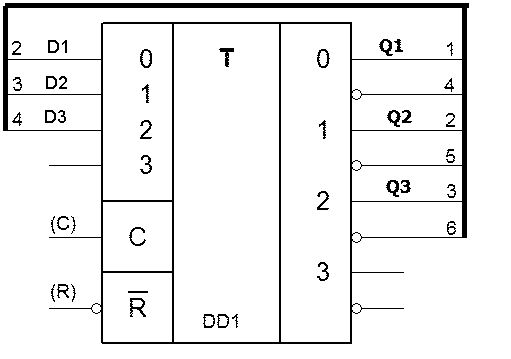 2 D1 0 T 0 Q1 1
3 D2 1 4
4 D3 2 1 Q2 2
3 5
2 Q3 3
(C) C 6
3
(R) R̅ DD1